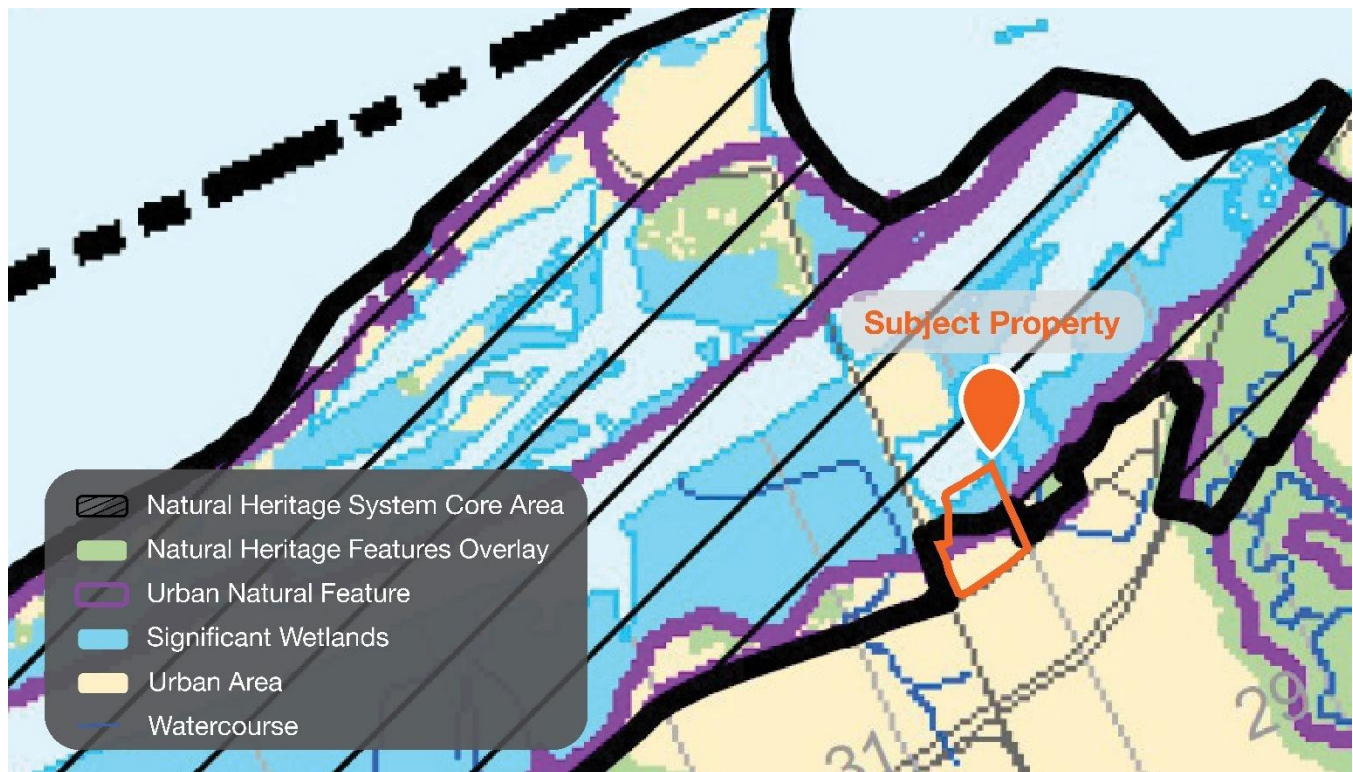 Subject Property
Natural Heritage System Core Area
Natural Heritage Features Overlay
Urban Natural Feature
Significant Wetlands
Urban Area
Watercourse
29
31